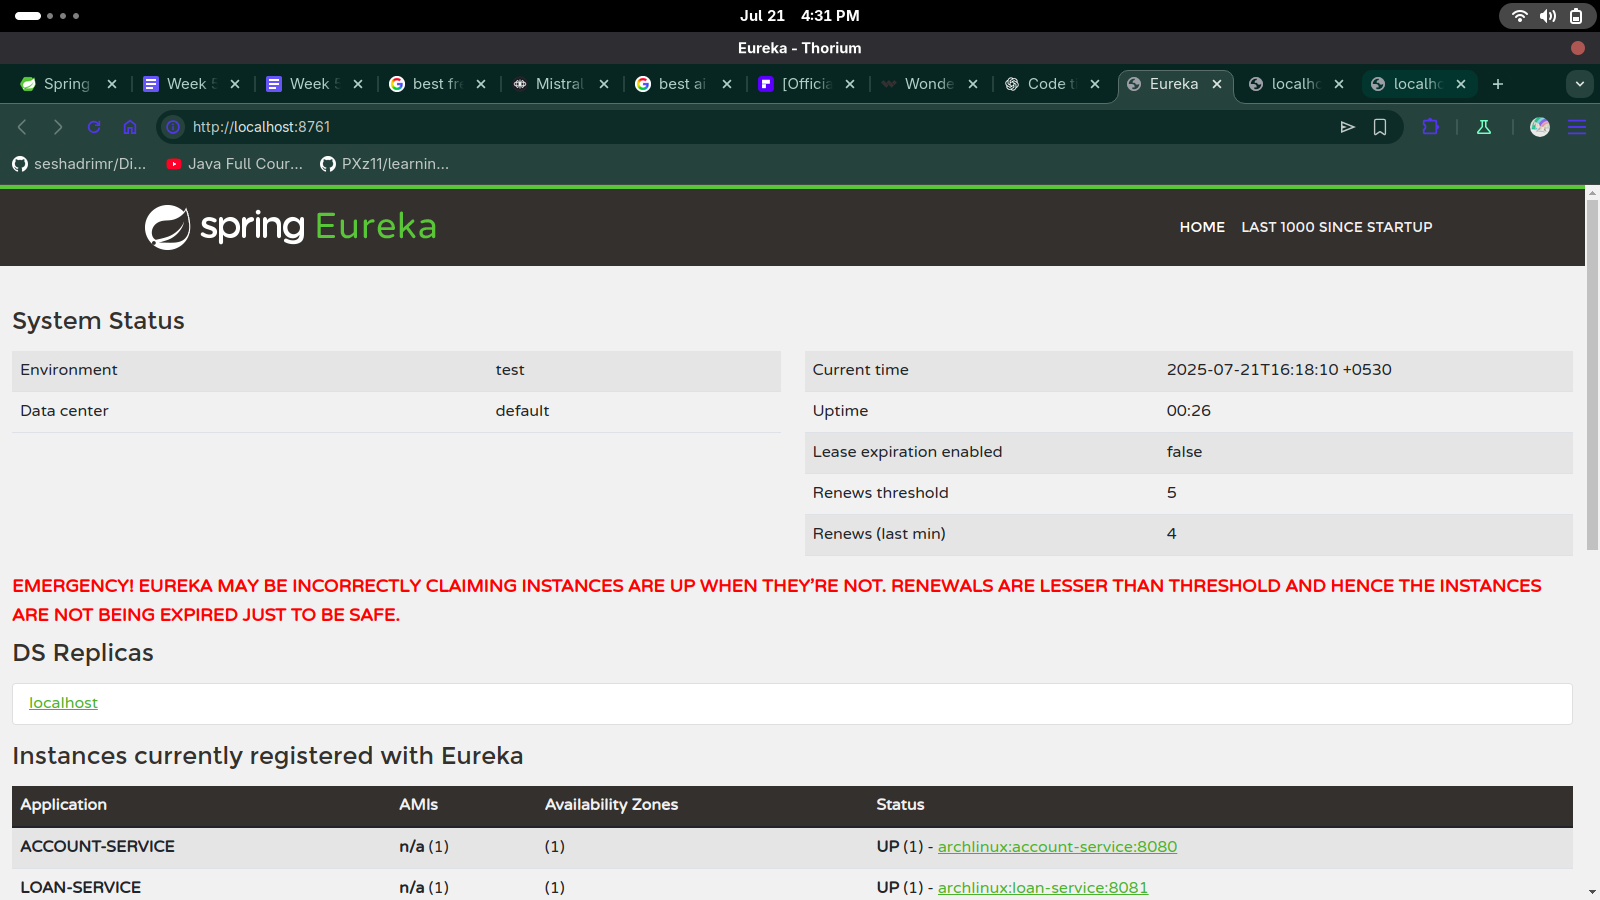 Jul 21 4:31 PM
Eureka - Thorium
Spring
Week 5
Week 5
best fre
Mistral
best ai
[Officia
Wonde
Code t
Eureka
localho
localho
http://localhost:8761
seshadrimr/Di...
Java Full Cour...
PXz11/learnin...
spring Eureka
HOME
LAST 1000 SINCE STARTUP
System Status
Environment test
Data center default
Current time 2025-07-21T16:18:10 +0530
Uptime 00:26
Lease expiration enabled false
Renews threshold 5
Renews (last min) 4
EMERGENCY! EUREKA MAY BE INCORRECTLY CLAIMING INSTANCES ARE UP WHEN THEY'RE NOT. RENEWALS ARE LESSER THAN THRESHOLD AND HENCE THE INSTANCES
ARE NOT BEING EXPIRED JUST TO BE SAFE.
DS Replicas
localhost
Instances currently registered with Eureka
Application AMIs Availability Zones Status
ACCOUNT-SERVICE n/a (1) (1) UP (1) - archlinux:account-service:8080
LOAN-SERVICE n/a (1) (1) UP (1) - archlinux:loan-service:8081